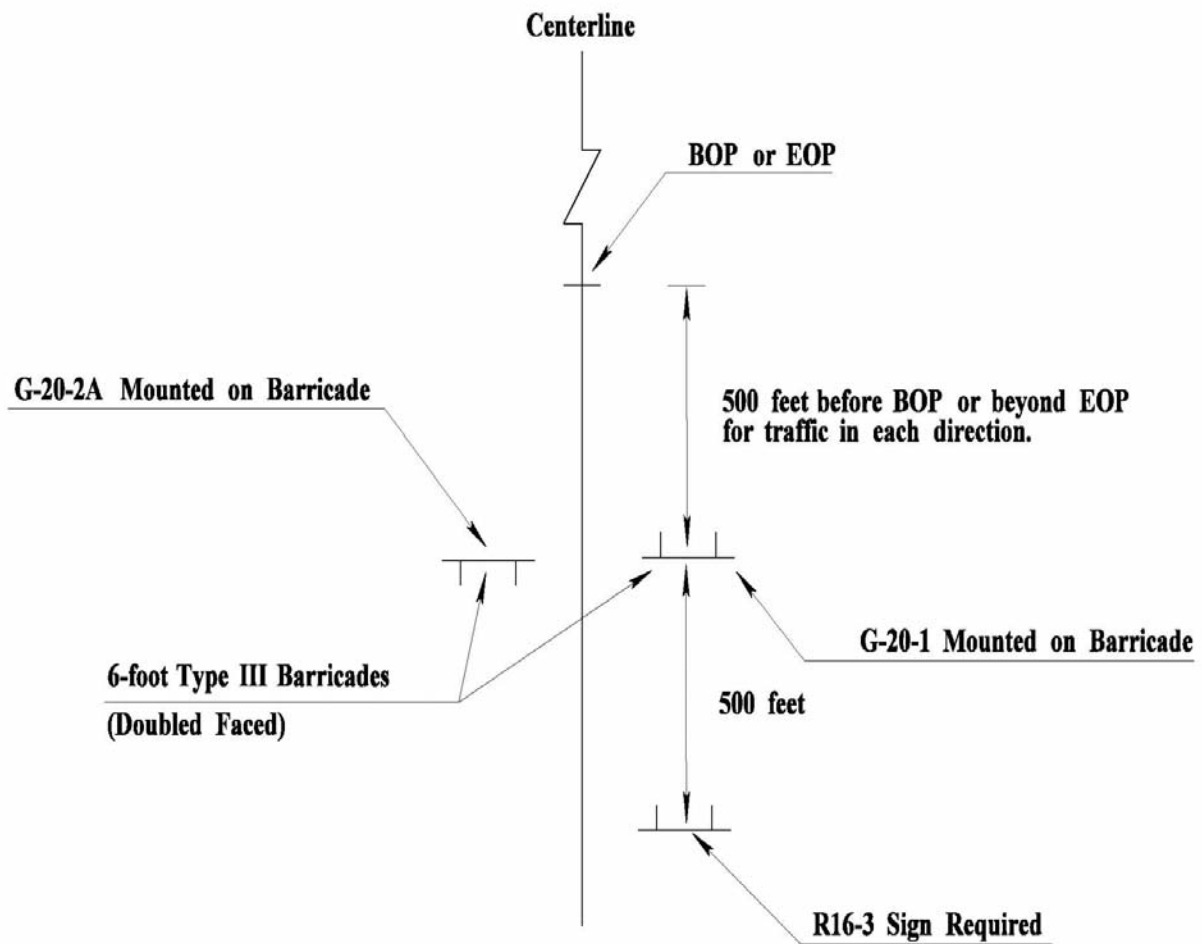 Centerline
BOP or EOP
G-20-2A Mounted on Barricade
500 feet before BOP or beyond EOP
for traffic in each direction.
G-20-1 Mounted on Barricade
6-foot Type III Barricades
(Doubled Faced)
500 feet
R16-3 Sign Required